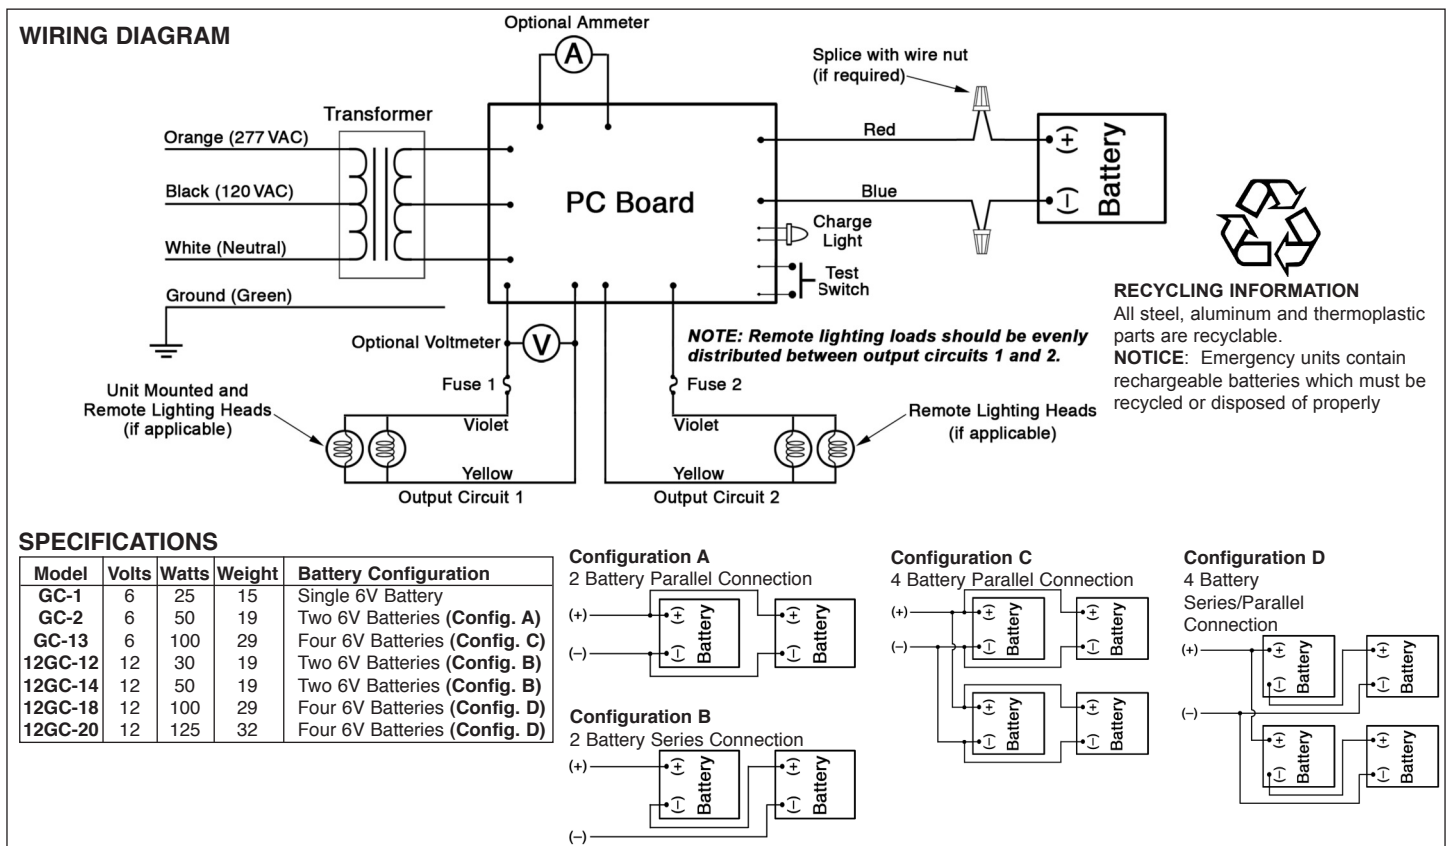 WIRING DIAGRAM
Optional Ammeter
A
Splice with wire nut
(if required)
Transformer
Orange (277 VAC)
Black (120 VAC)
White (Neutral)
Ground (Green)
PC Board
Red
Blue
(+)
(−)
Battery
Charge
Light
Test
Switch
Optional Voltmeter
V
NOTE: Remote lighting loads should be evenly
distributed between output circuits 1 and 2.
Fuse 1
Fuse 2
Unit Mounted and
Remote Lighting Heads
(if applicable)
Violet
Yellow
Output Circuit 1
Violet
Yellow
Output Circuit 2
Remote Lighting Heads
(if applicable)
RECYCLING INFORMATION
All steel, aluminum and thermoplastic
parts are recyclable.
NOTICE: Emergency units contain
rechargeable batteries which must be
recycled or disposed of properly
SPECIFICATIONS
Model Volts Watts Weight Battery Configuration
GC-1 6 25 15 Single 6V Battery
GC-2 6 50 19 Two 6V Batteries (Config. A)
GC-13 6 100 29 Four 6V Batteries (Config. C)
12GC-12 12 30 19 Two 6V Batteries (Config. B)
12GC-14 12 50 19 Two 6V Batteries (Config. B)
12GC-18 12 100 29 Four 6V Batteries (Config. D)
12GC-20 12 125 32 Four 6V Batteries (Config. D)
Configuration A
2 Battery Parallel Connection
(+)
(−)
(+)
(−)
Battery
(+)
(−)
Battery
Configuration B
2 Battery Series Connection
(+)
(−)
(+)
(−)
Battery
(+)
(−)
Battery
Configuration C
4 Battery Parallel Connection
(+)
(−)
(+)
(−)
Battery
(+)
(−)
Battery
(+)
(−)
Battery
(+)
(−)
Battery
Configuration D
4 Battery
Series/Parallel
Connection
(+)
(−)
(+)
(−)
Battery
(+)
(−)
Battery
(+)
(−)
Battery
(+)
(−)
Battery